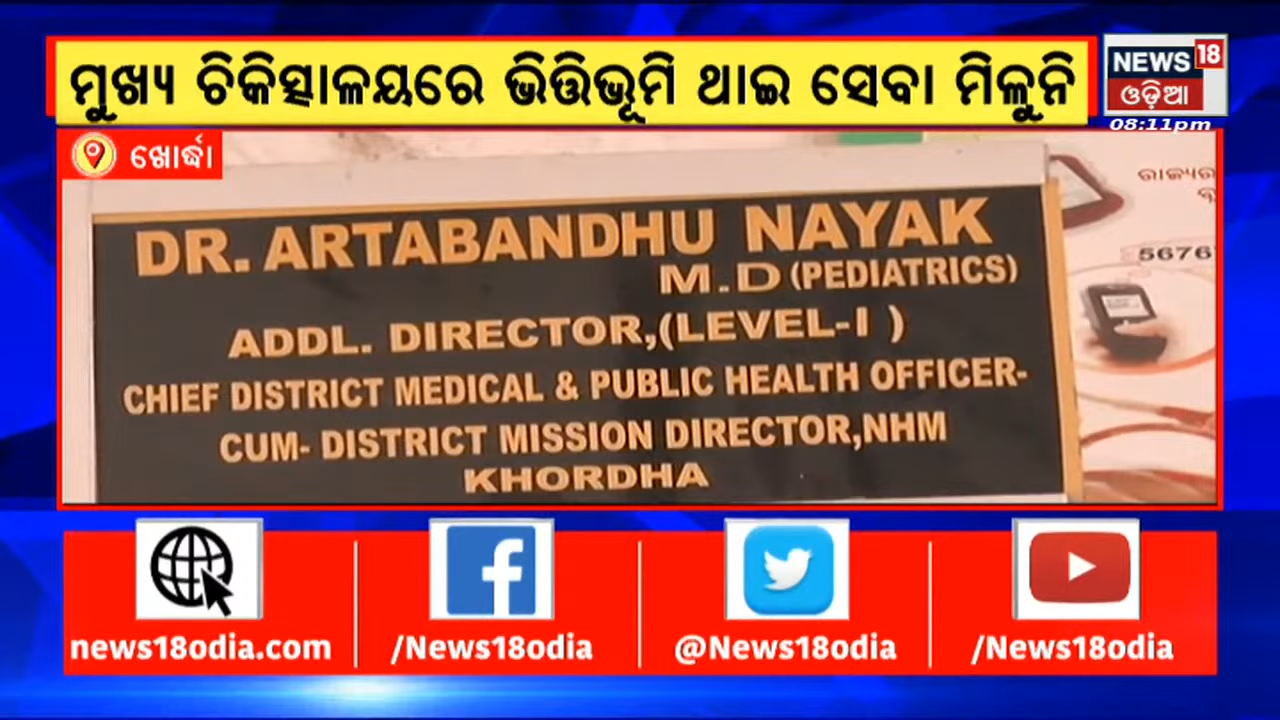 ମୁଖ୍ୟ ଚିକିତ୍ସାଳୟରେ ଭିତ୍ତିଭୂମି ଥାଇ ସେବା ମିଳୁନି
NEWS 18
ଓଡ଼ିଆ
08:11pm
ଖୋର୍ଦ୍ଧା
ରାଜ୍ୟର
5676
DR. ARTABANDHU NAYAK
M.D (PEDIATRICS)
ADDL. DIRECTOR,(LEVEL-I )
CHIEF DISTRICT MEDICAL & PUBLIC HEALTH OFFICER-
CUM- DISTRICT MISSION DIRECTOR,NHM
KHORDHA
news18odia.com
/News18odia
@News18odia
/News18odia